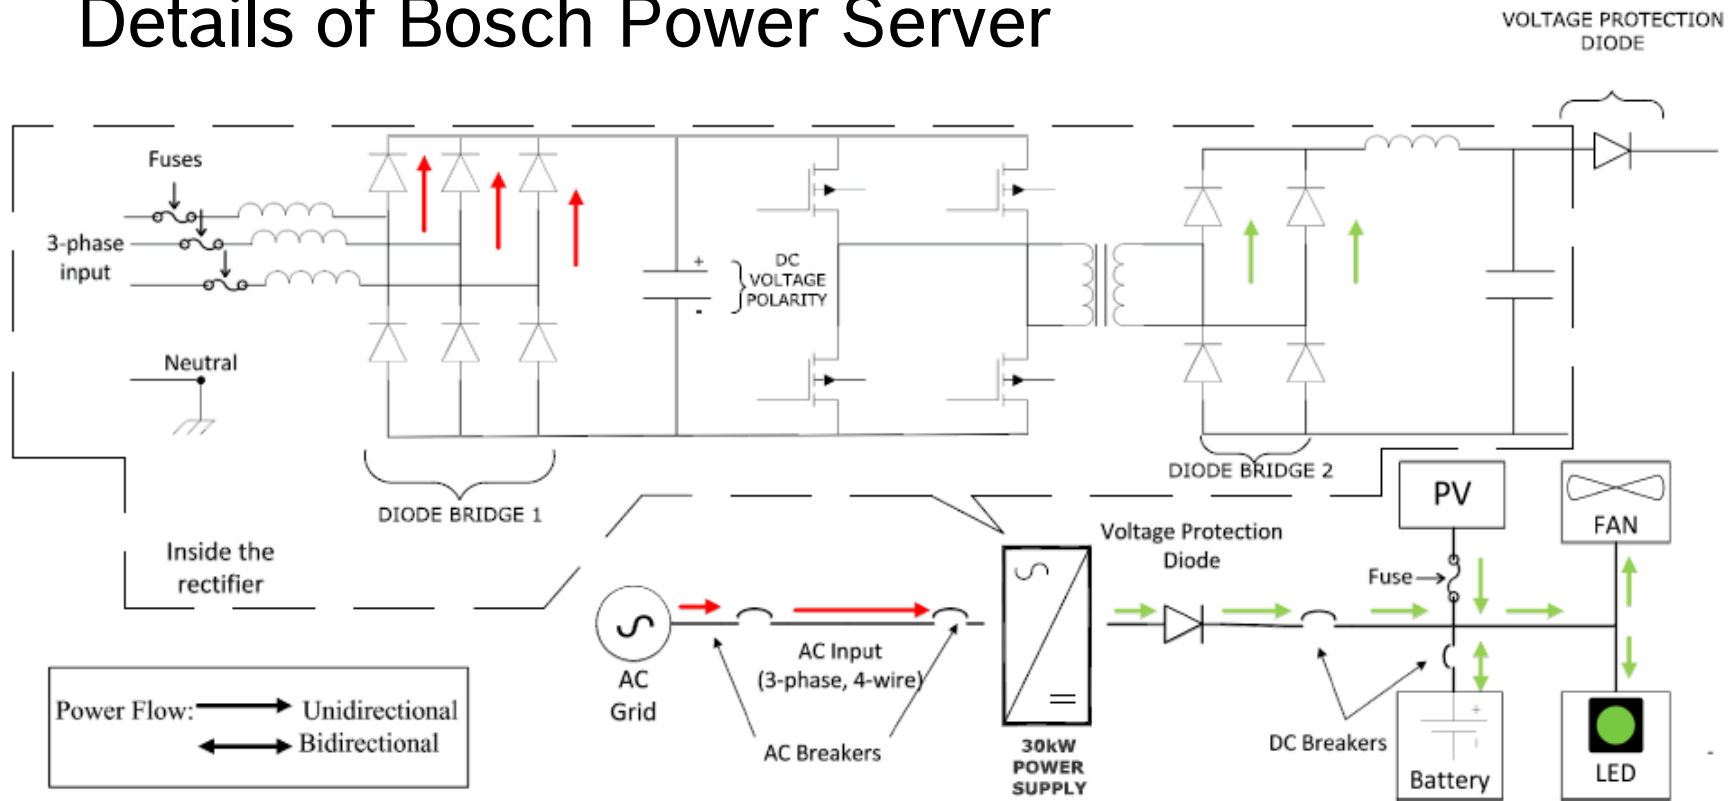 Details of Bosch Power Server
VOLTAGE PROTECTION
DIODE
Fuses
3-phase
input
Neutral
+
-
DC
VOLTAGE
POLARITY
DIODE BRIDGE 1
DIODE BRIDGE 2
Inside the
rectifier
PV
FAN
Voltage Protection
Diode
Fuse
AC Input
(3-phase, 4-wire)
AC
Grid
AC Breakers
30kW
POWER
SUPPLY
DC Breakers
+
Battery
LED
-
Power Flow:
Unidirectional
Bidirectional